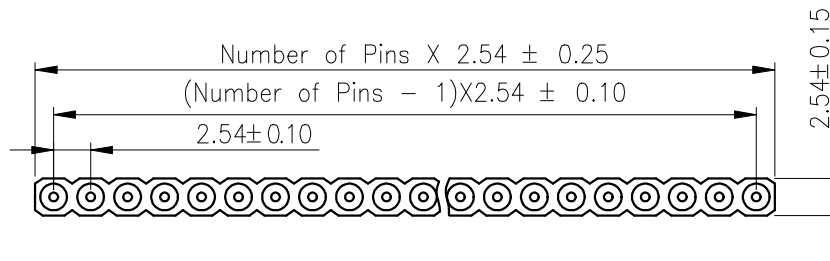 Number of Pins X 2.54 ± 0.25
(Number of Pins - 1)X2.54 ± 0.10
2.54±0.10
2.54±0.15